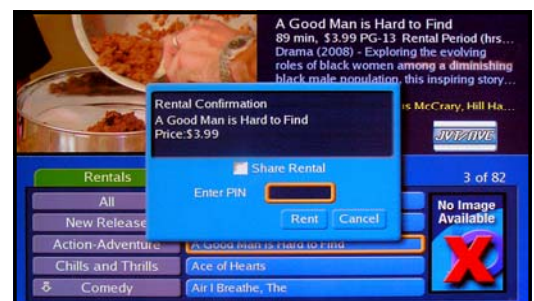 A Good Man is Hard to Find
89 min, $3.99 PG-13 Rental Period (hrs...
Drama (2008) - Exploring the evolving
roles of black women among a diminishing
black male population, this inspiring story...
s McCrary, Hill Ha...
Rental Confirmation
A Good Man is Hard to Find
Price:$3.99
Share Rental
Enter PIN
Rent Cancel
Rentals
3 of 82
All
New Release
Action-Adventure
A Good Man is Hard to Find
Chills and Thrills
Ace of Hearts
Comedy
Air I Breathe, The
No Image
Available